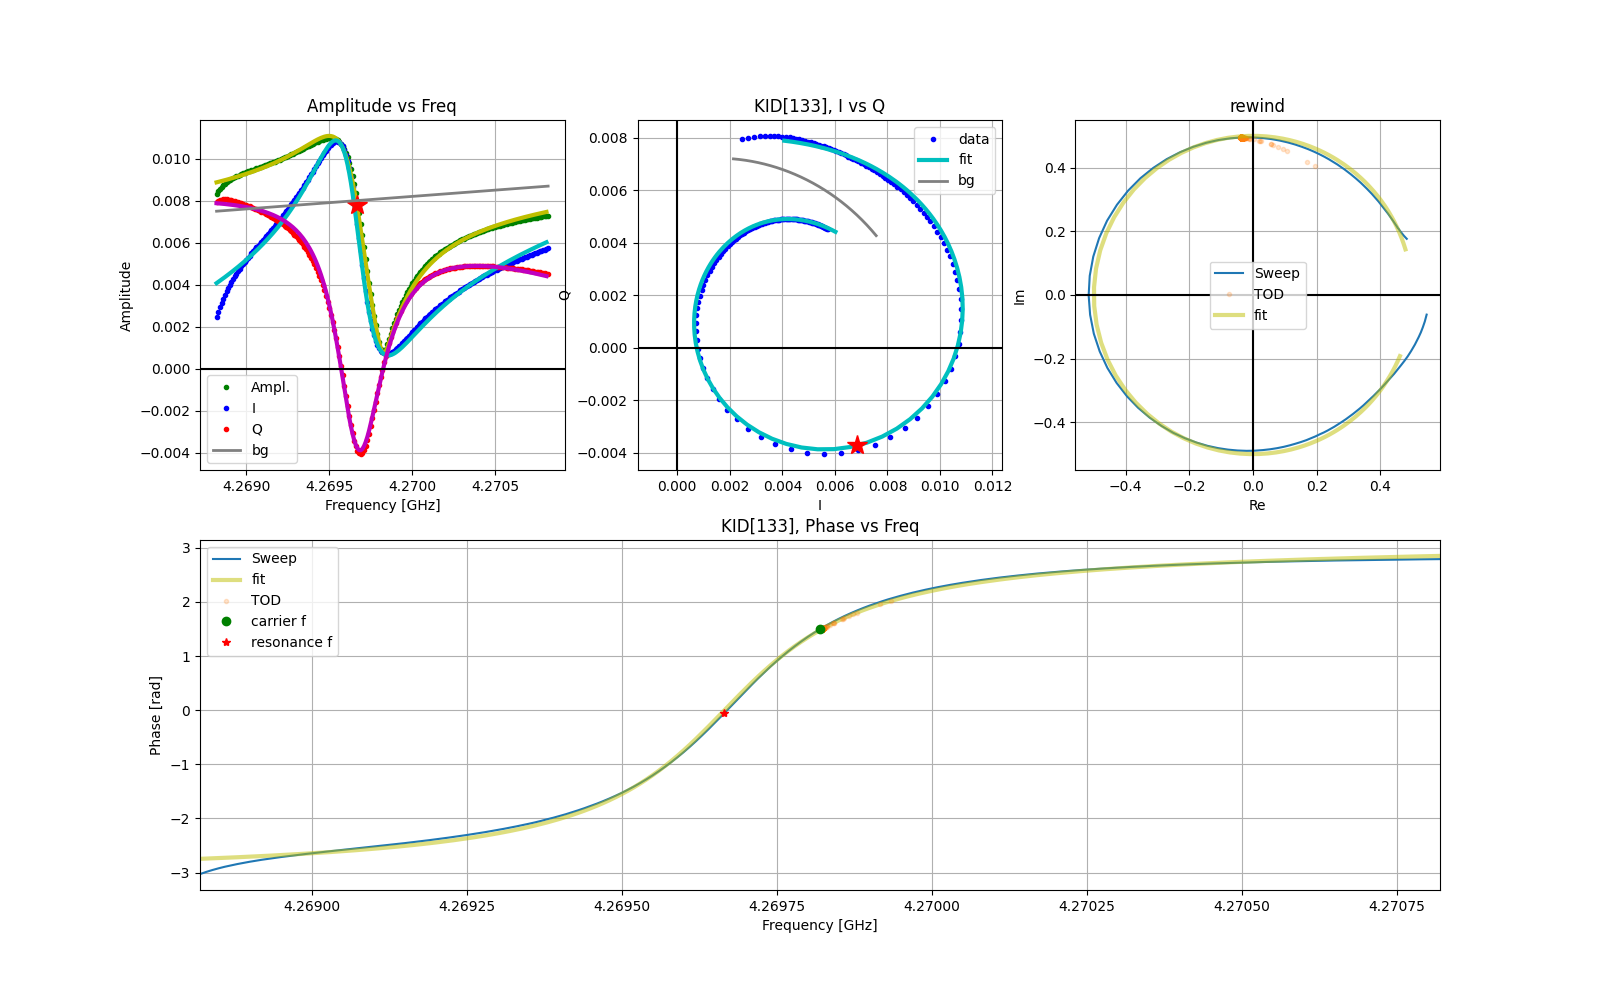 Amplitude vs Freq
0.010
0.008
0.006
0.004
0.002
0.000
−0.002
−0.004
Amplitude
Ampl.
I
Q
bg
4.2690
4.2695
4.2700
4.2705
Frequency [GHz]
KID[133], I vs Q
0.008
0.006
0.004
0.002
0.000
−0.002
−0.004
Q
data
fit
bg
0.000
0.002
0.004
0.006
0.008
0.010
0.012
I
rewind
0.4
0.2
0.0
−0.2
−0.4
Im
Sweep
TOD
fit
−0.4
−0.2
0.0
0.2
0.4
Re
KID[133], Phase vs Freq
3
2
1
0
−1
−2
−3
Phase [rad]
Sweep
fit
TOD
carrier f
resonance f
4.26900
4.26925
4.26950
4.26975
4.27000
4.27025
4.27050
4.27075
Frequency [GHz]